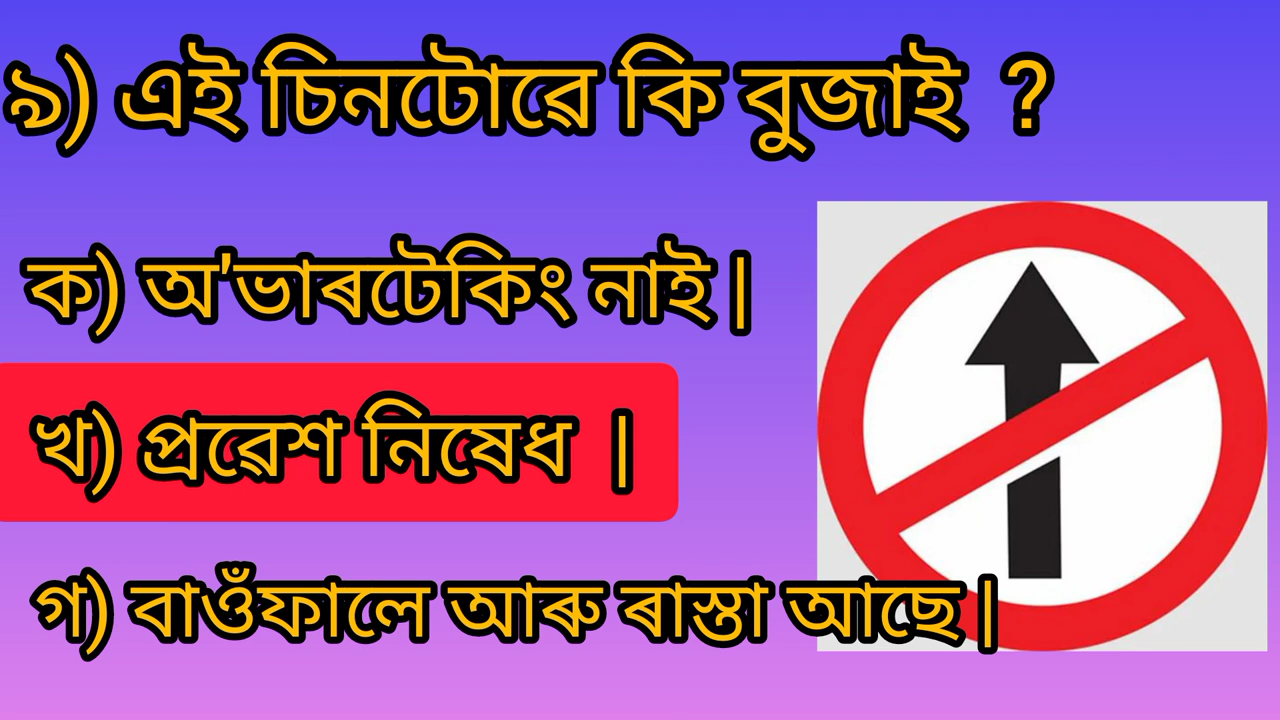 ৯) এই চিনটোৱে কি বুজাই ?
ক) অ'ভাৰটেকিং নাই|
খ) প্ৰৱেশ নিষেধ |
গ) বাওঁফালে আৰু ৰাস্তা আছে|